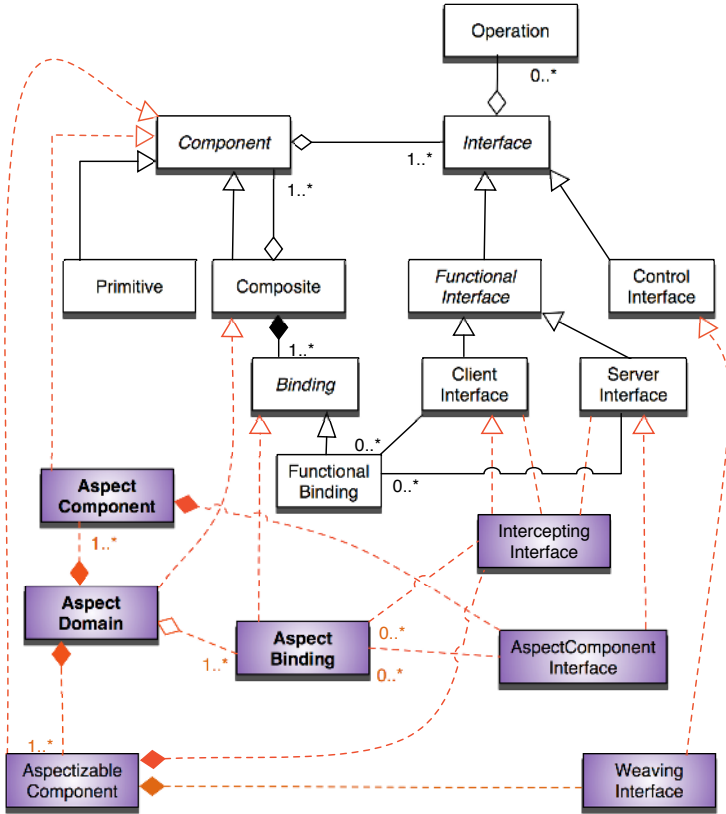 Operation
0..*
Component
Interface
1..*
1..*
Primitive
Composite
Functional
Interface
Control
Interface
1..*
Binding
Client
Interface
Server
Interface
0..*
Functional
Binding
0..*
Aspect
Component
Intercepting
Interface
1..*
Aspect
Domain
0..*
Aspect
Binding
1..*
0..*
AspectComponent
Interface
1..*
Aspectizable
Component
Weaving
Interface